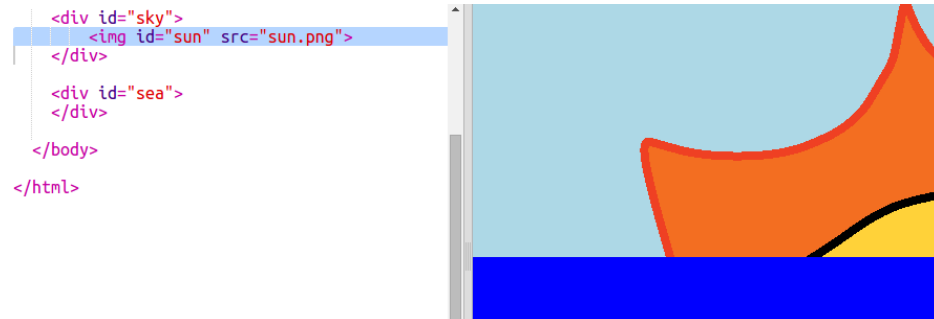 <div id="sky">
<img id="sun" src="sun.png">
</div>
<div id="sea">
</div>
</body>
</html>